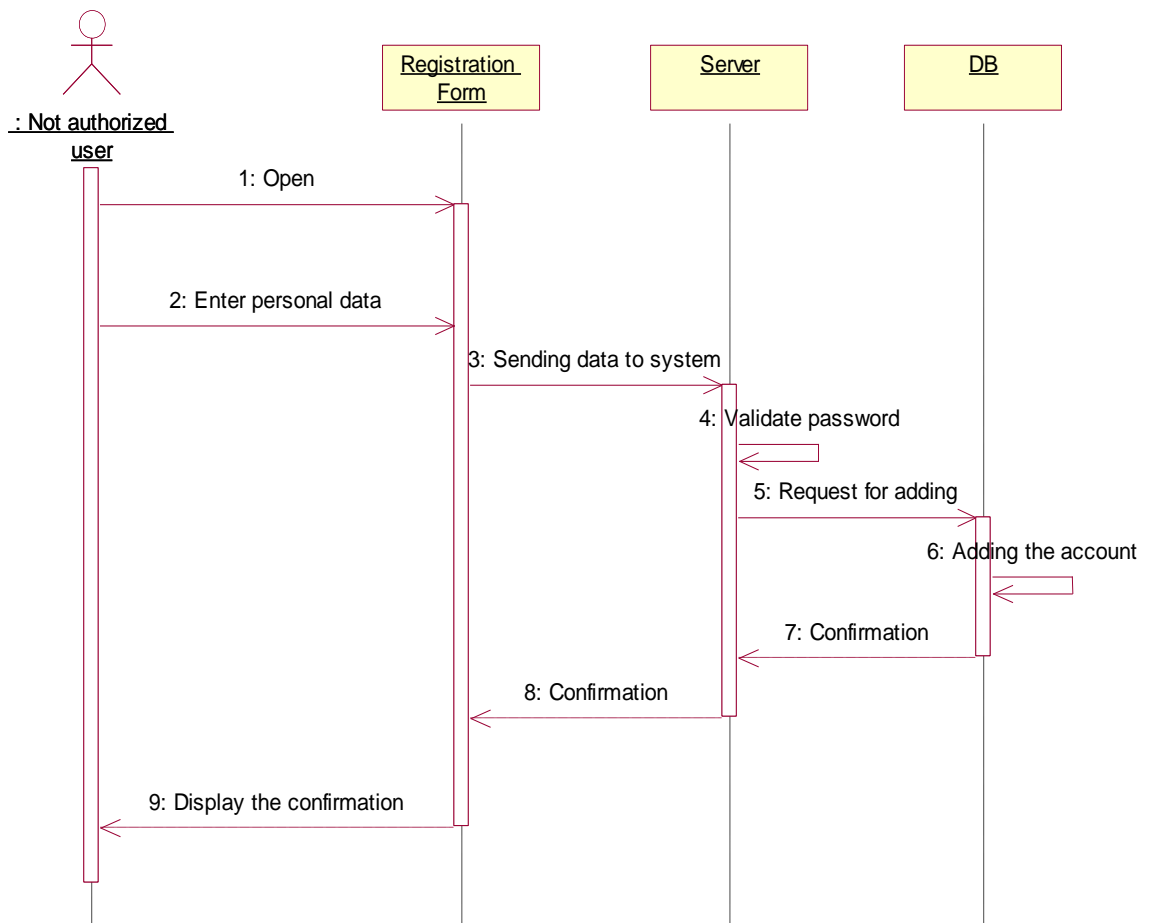 Registration
Form
Server
DB
: Not authorized
user
1: Open
2: Enter personal data
3: Sending data to system
4: Validate password
5: Request for adding
6: Adding the account
7: Confirmation
8: Confirmation
9: Display the confirmation